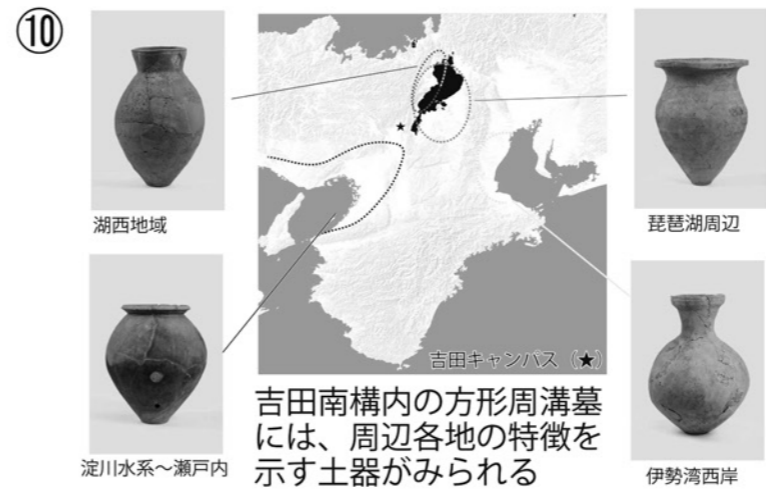 ⑩
湖西地域
琵琶湖周辺
吉田キャンパス（★）
淀川水系～瀬戸内
吉田南構内の方形周溝墓
には、周辺各地の特徴を
示す土器がみられる
伊勢湾西岸